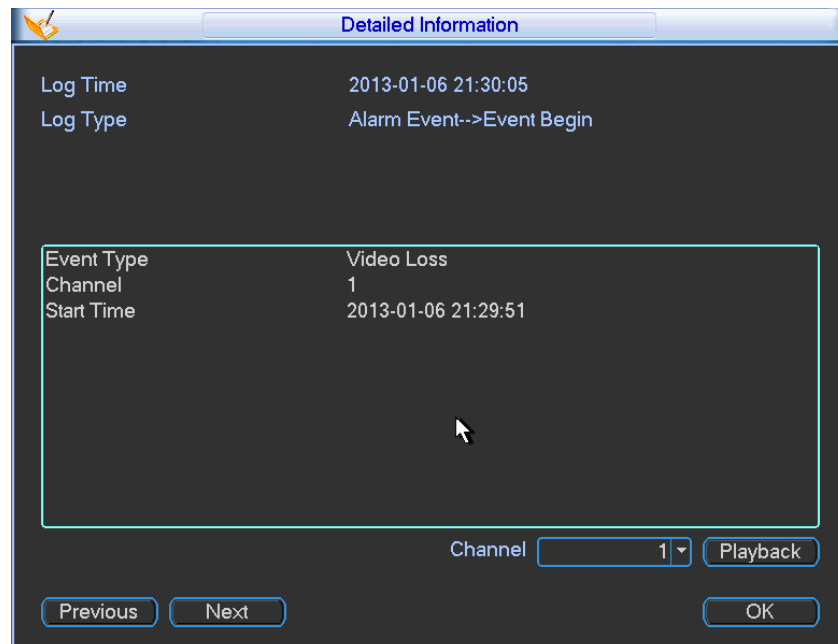 Detailed Information
Log Time 2013-01-06 21:30:05
Log Type Alarm Event-->Event Begin
Event Type Video Loss
Channel 1
Start Time 2013-01-06 21:29:51
Channel 1 Playback
Previous Next OK